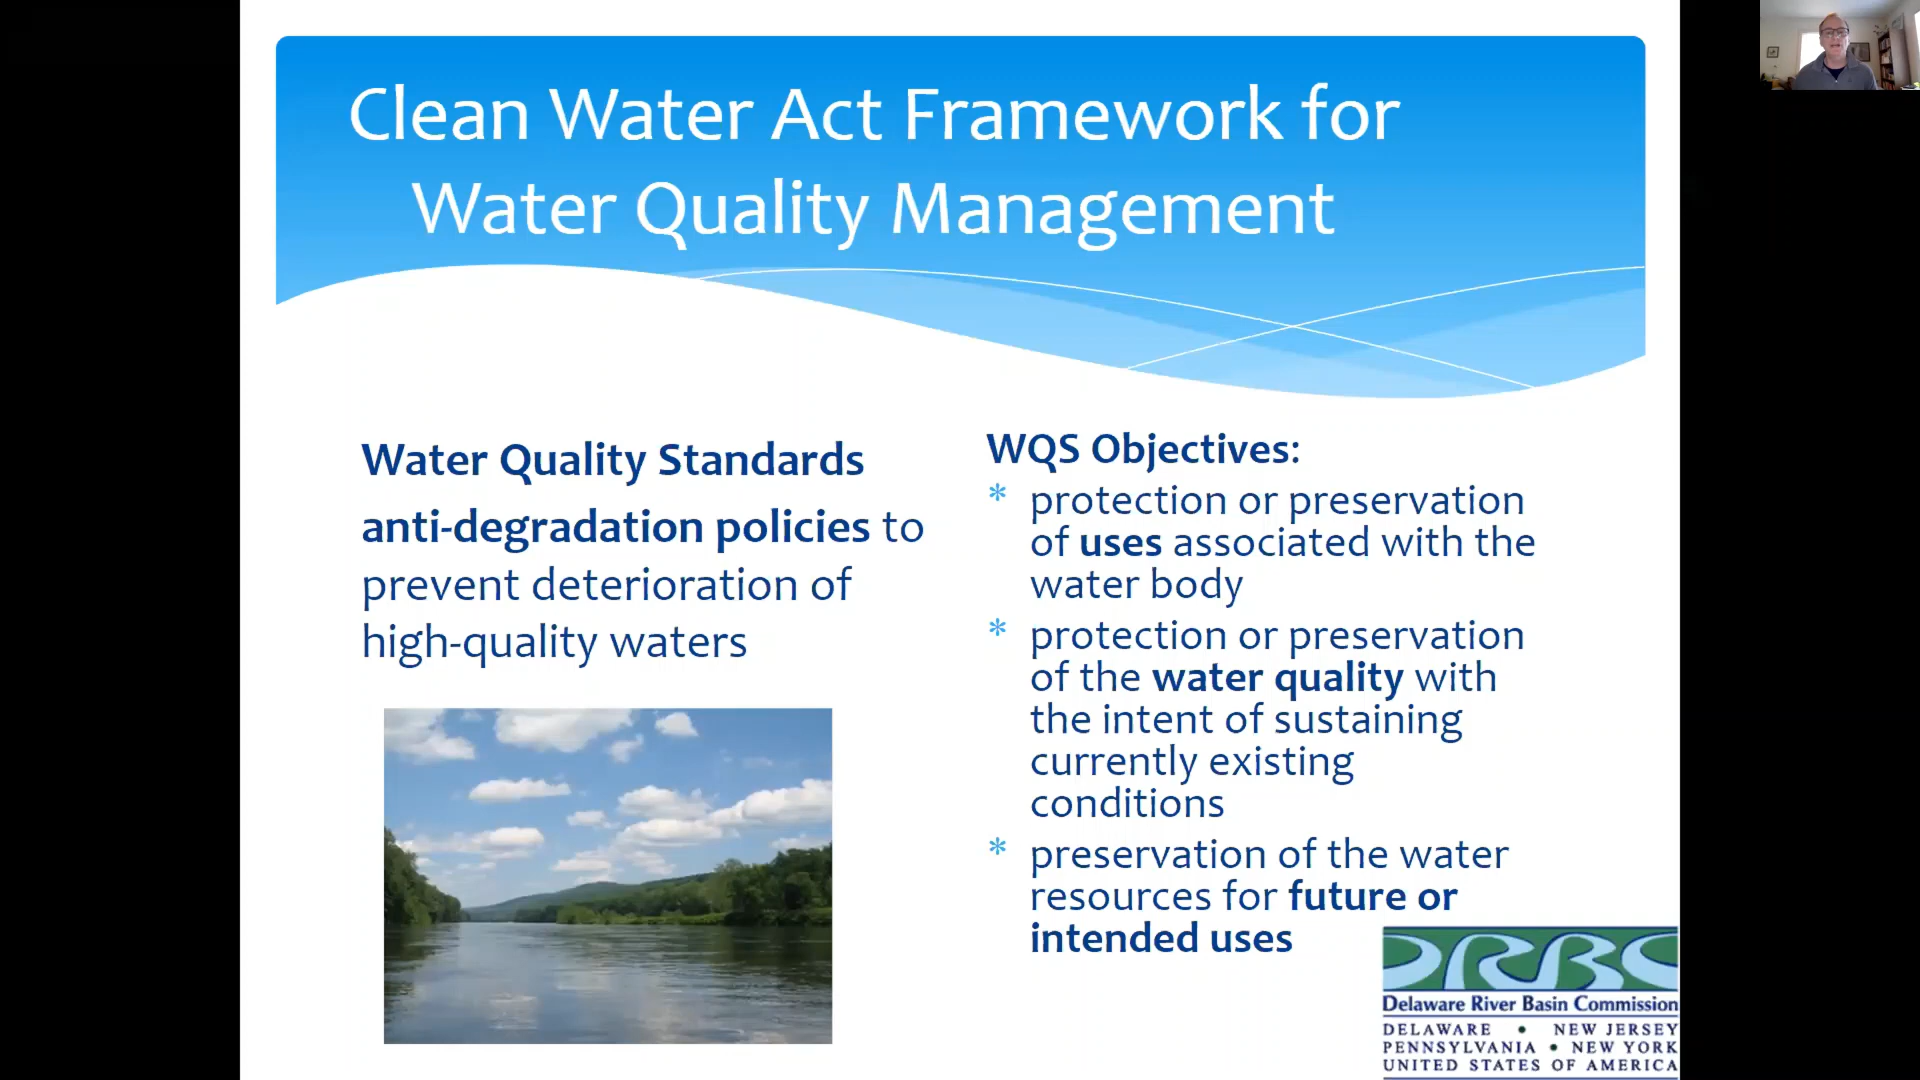 Clean Water Act Framework for
Water Quality Management
Water Quality Standards
anti-degradation policies to
prevent deterioration of
high-quality waters
WQS Objectives:
* protection or preservation
of uses associated with the
water body
* protection or preservation
of the water quality with
the intent of sustaining
currently existing
conditions
* preservation of the water
resources for future or
intended uses
DRBC
Delaware River Basin Commission
DELAWARE • NEW JERSEY
PENNSYLVANIA • NEW YORK
UNITED STATES OF AMERICA